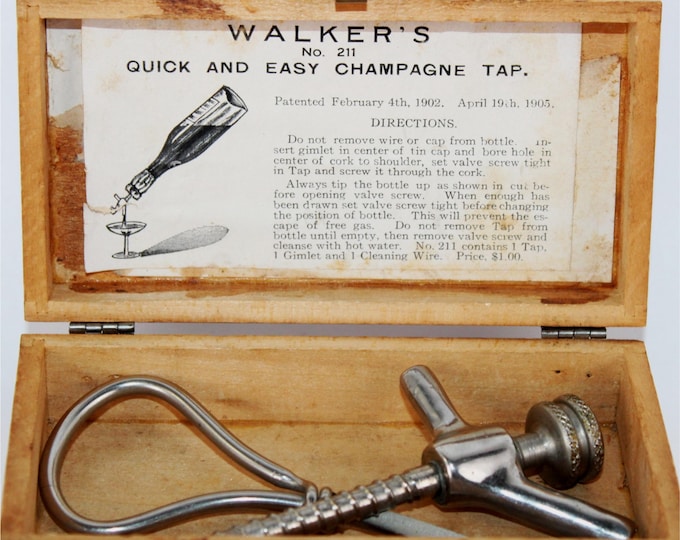 WALKER'S
No. 211
QUICK AND EASY CHAMPAGNE TAP.
Patented February 4th, 1902. April 19th, 1905.
DIRECTIONS.
Do not remove wire or cap from bottle. In-
sert gimlet in center of tin cap and bore hole in
center of cork to shoulder, set valve screw tight
in Tap and screw it through the cork.
Always tip the bottle up as shown in cut be-
fore opening valve screw. When enough has
been drawn set valve screw tight before changing
the position of bottle. This will prevent the es-
cape of free gas. Do not remove Tap from
bottle until empty, then remove valve screw and
cleanse with hot water. No. 211 contains 1 Tap,
1 Gimlet and 1 Cleaning Wire. Price, $1.00.